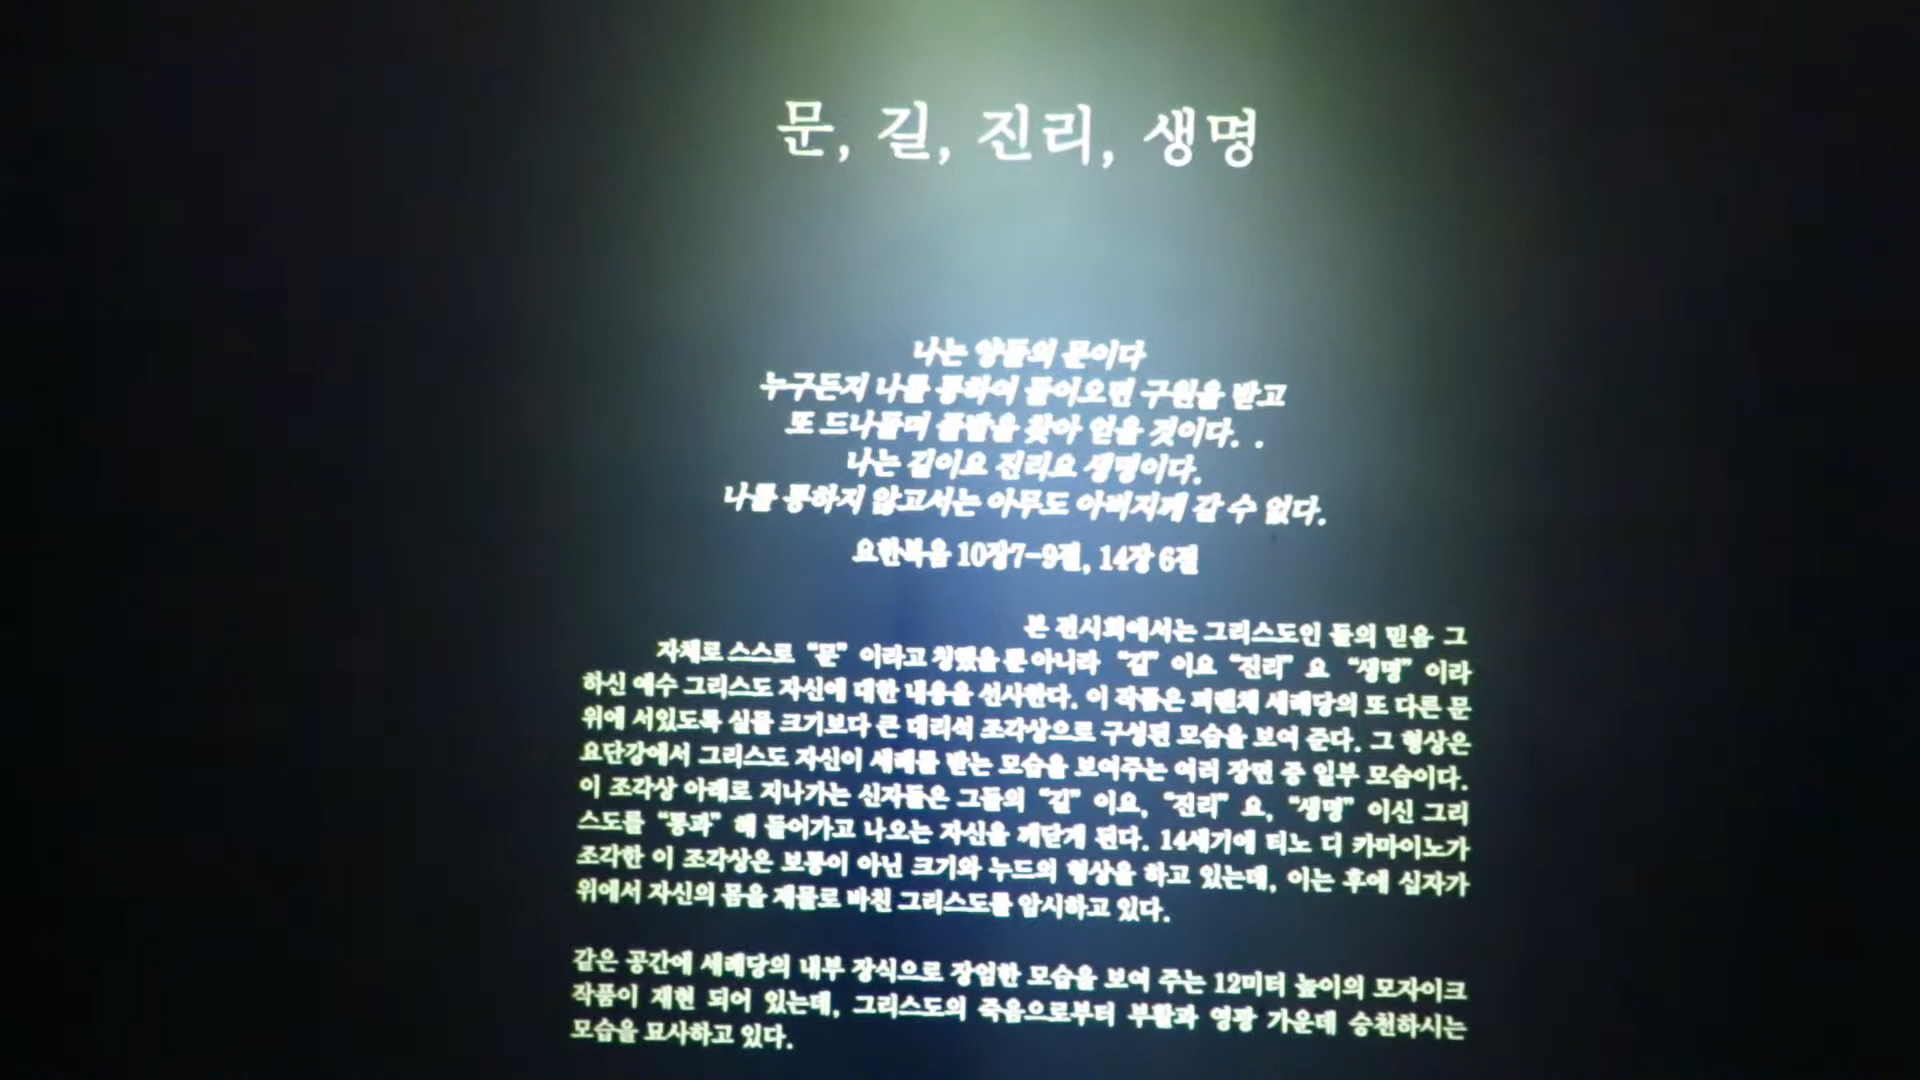 문, 길, 진리, 생명
나는 양들의 문이다
누구든지 나를 통하여 들어오면 구원을 받고
또 드나들며 풀밭을 찾아 얻을 것이다. .
나는 길이요 진리요 생명이다.
나를 통하지 않고서는 아무도 아버지께 갈 수 없다.
요한복음 10장7-9절, 14장 6절
본 전시회에서는 그리스도인 들의 믿음 그
자체로 스스로 “문” 이라고 칭했을 뿐 아니라 “길” 이요 “진리” 요 “생명” 이라
하신 예수 그리스도 자신에 대한 내용을 선사한다. 이 작품은 피렌체 세례당의 또 다른 문
위에 서있도록 실물 크기보다 큰 대리석 조각상으로 구성된 모습을 보여 준다. 그 형상은
요단강에서 그리스도 자신이 세례를 받는 모습을 보여주는 여러 장면 중 일부 모습이다.
이 조각상 아래로 지나가는 신자들은 그들의 “길” 이요, “진리” 요, “생명” 이신 그리
스도를 “통과” 해 들어가고 나오는 자신을 깨닫게 된다. 14세기에 티노 디 카마이노가
조각한 이 조각상은 보통이 아닌 크기와 누드의 형상을 하고 있는데, 이는 후에 십자가
위에서 자신의 몸을 제물로 바친 그리스도를 암시하고 있다.
같은 공간에 세례당의 내부 장식으로 장엄한 모습을 보여 주는 12미터 높이의 모자이크
작품이 재현 되어 있는데, 그리스도의 죽음으로부터 부활과 영광 가운데 승천하시는
모습을 묘사하고 있다.